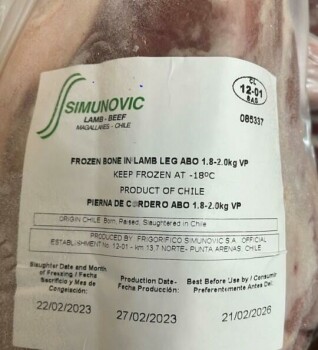 SIMUNOVIC
LAMB - BEEF
MAGALLANES - CHILE
CL
12-01
SAG
085337
FROZEN BONE IN LAMB LEG ABO 1.8-2.0kg VP
KEEP FROZEN AT -18ºC
PRODUCT OF CHILE
PIERNA DE CORDERO ABO 1.8-2.0kg VP
ORIGIN CHILE Born, Raised, Slaughtered in Chile
PRODUCED BY: FRIGORIFICO SIMUNOVIC S.A. OFFICIAL
ESTABLISHMENT No. 12-01 - km 13.7 NORTE- PUNTA ARENAS, CHILE
Slaughter Date and Month
of Freezing / Fecha
Sacrificio y Mes de
Congelación:
22/02/2023
Production Date-
Fecha Producción:
27/02/2023
Best Before Use by / Consumir
Preferentemente Antes Del:
21/02/2026